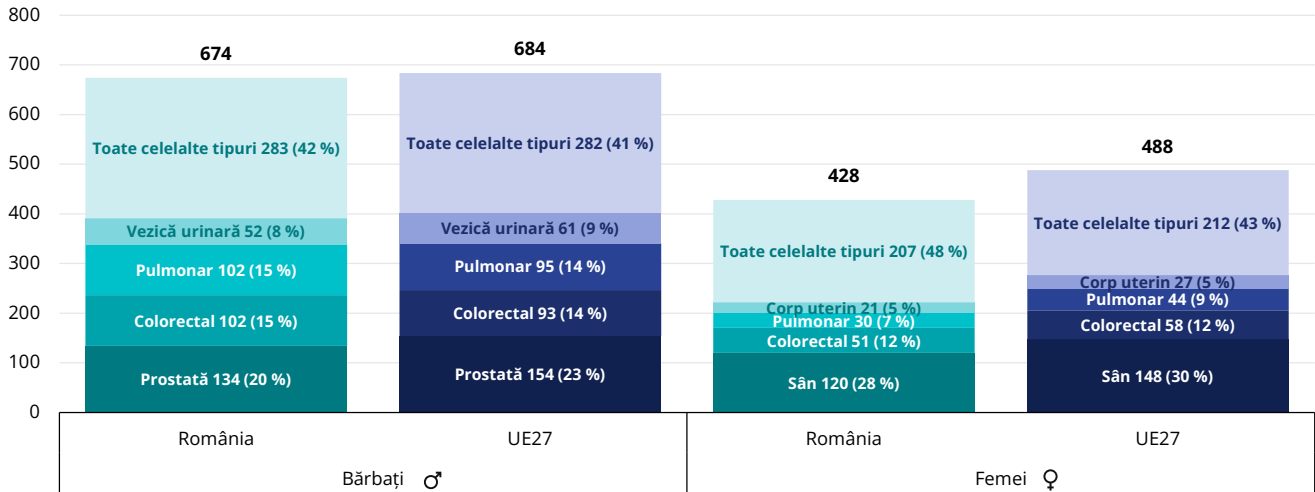 800
700
600
500
400
300
200
100
0
674
Toate celelalte tipuri 283 (42 %)
Vezică urinară 52 (8 %)
Pulmonar 102 (15 %)
Colorectal 102 (15 %)
Prostată 134 (20 %)
684
Toate celelalte tipuri 282 (41 %)
Vezică urinară 61 (9 %)
Pulmonar 95 (14 %)
Colorectal 93 (14 %)
Prostată 154 (23 %)
428
Toate celelalte tipuri 207 (48 %)
Corp uterin 21 (5 %)
Pulmonar 30 (7 %)
Colorectal 51 (12 %)
Sân 120 (28 %)
488
Toate celelalte tipuri 212 (43 %)
Corp uterin 27 (5 %)
Pulmonar 44 (9 %)
Colorectal 58 (12 %)
Sân 148 (30 %)
România
UE27
România
UE27
Bărbați ♂
Femei ♀